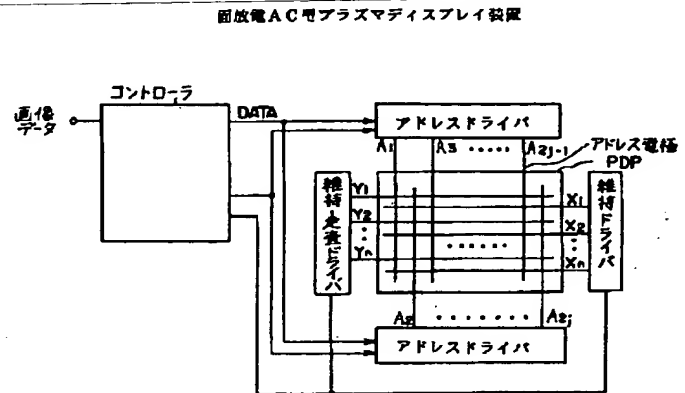 面放電AC型プラズマディスプレイ装置
コントローラ
画像
データ
DATA
アドレスドライバ
A1 A3 ・・・・・ A2j-1
アドレス電極
PDP
維持・走査ドライバ
Y1
Y2
:
Yn
・・・・・・
X1
X2
:
Xn
維持ドライバ
A2 ・・・・・・・ A2j
アドレスドライバ